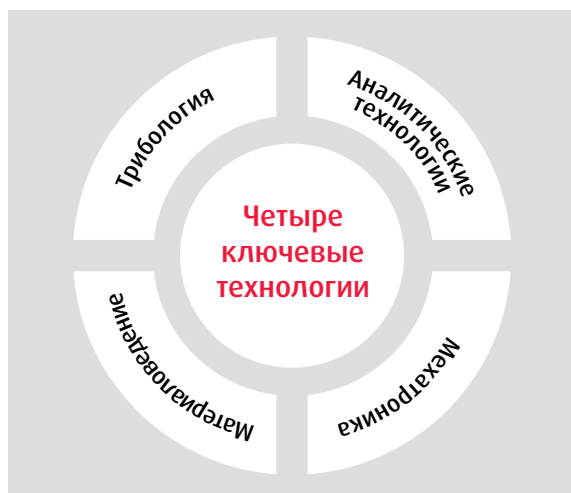 Трибология
Аналитические
технологии
Четыре
ключевые
технологии
Материаловедение
Мехатроника